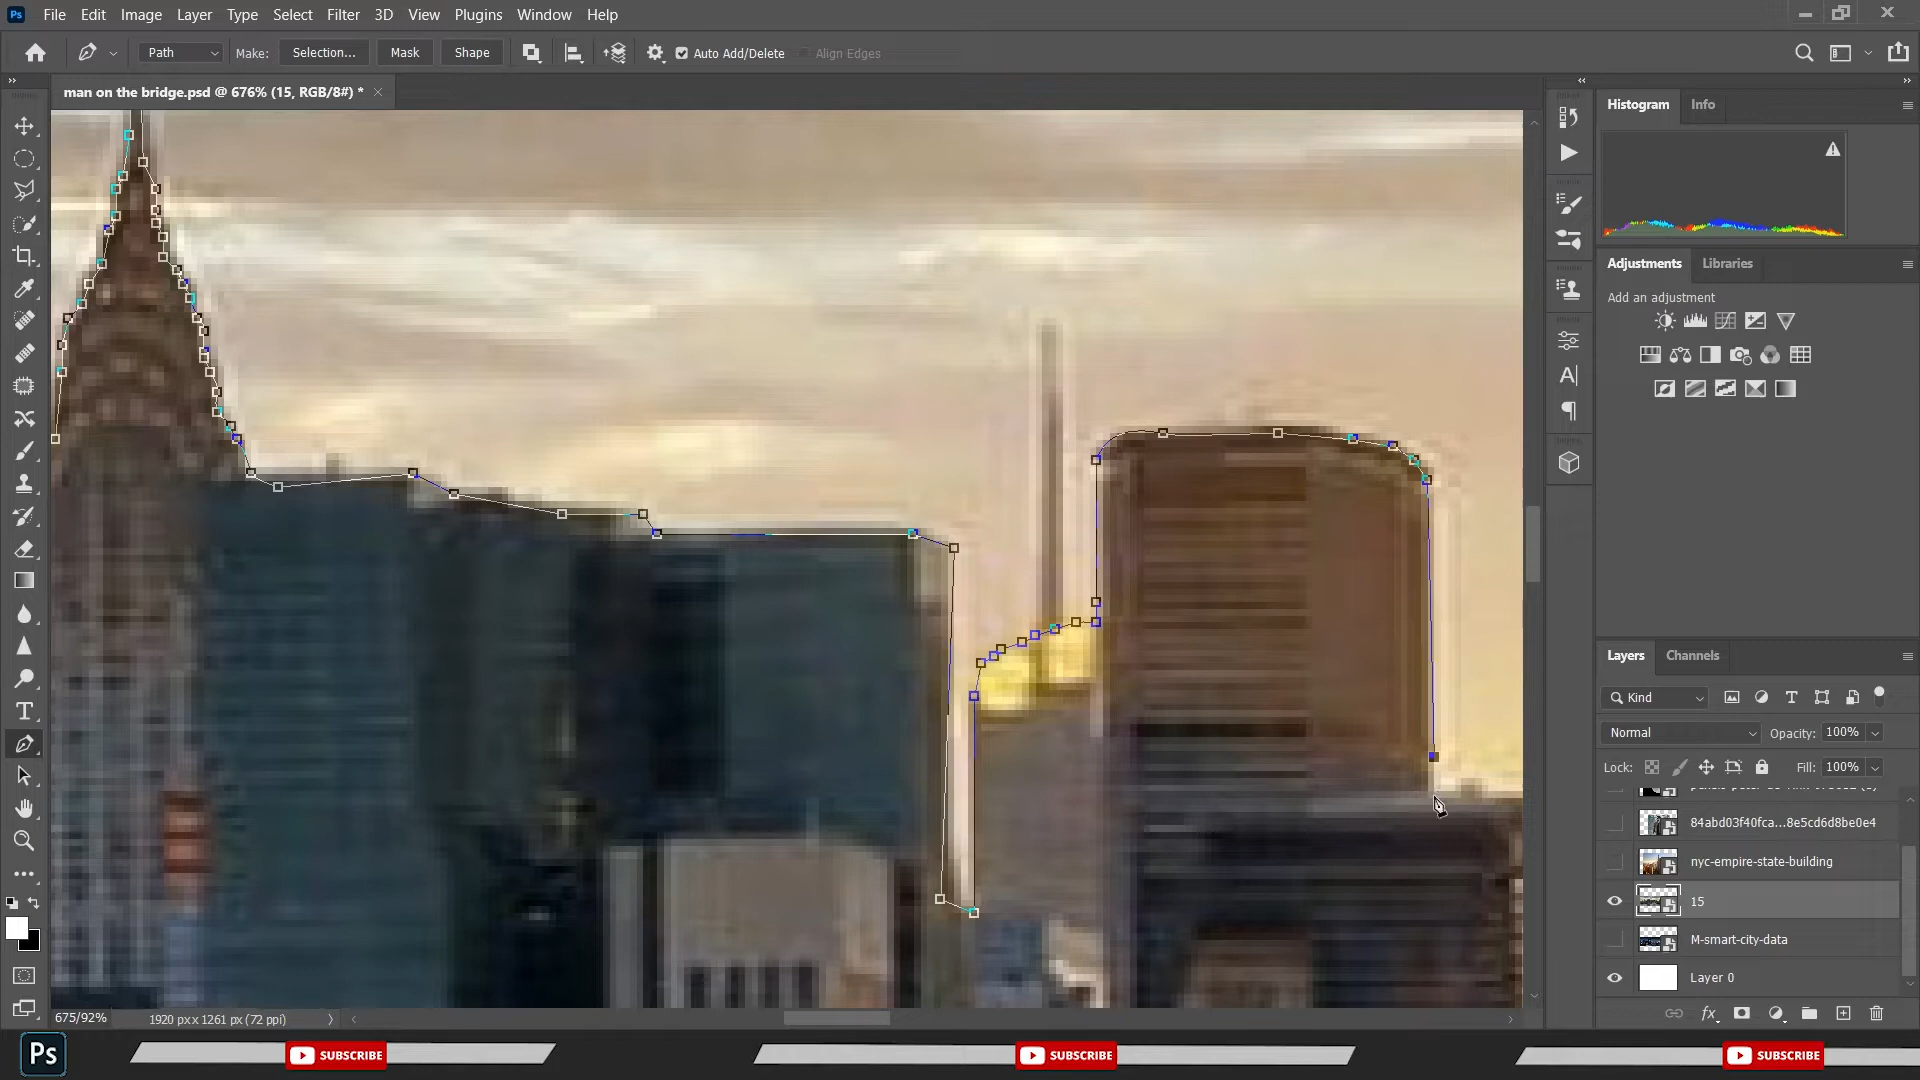 Ps File Edit Image Layer Type Select Filter 3D View Plugins Window Help
Path Make: Selection... Mask Shape Auto Add/Delete Align Edges
man on the bridge.psd @ 676% (15, RGB/8#) *
Histogram Info
Adjustments Libraries
Add an adjustment
Layers Channels
Kind
Normal Opacity: 100%
Lock: Fill: 100%
84abd03f40fca...8e5cd6d8be0e4
nyc-empire-state-building
15
M-smart-city-data
Layer 0
675/92% 1920 px x 1261 px (72 ppi)
Ps SUBSCRIBE SUBSCRIBE SUBSCRIBE